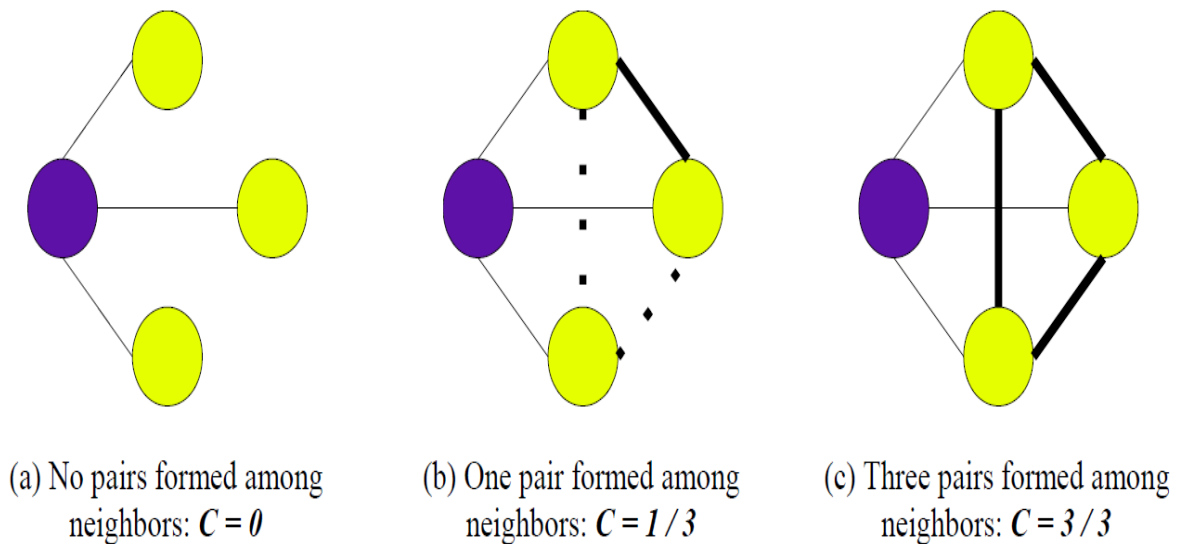 (a) No pairs formed among
neighbors: C = 0
(b) One pair formed among
neighbors: C = 1 / 3
(c) Three pairs formed among
neighbors: C = 3 / 3